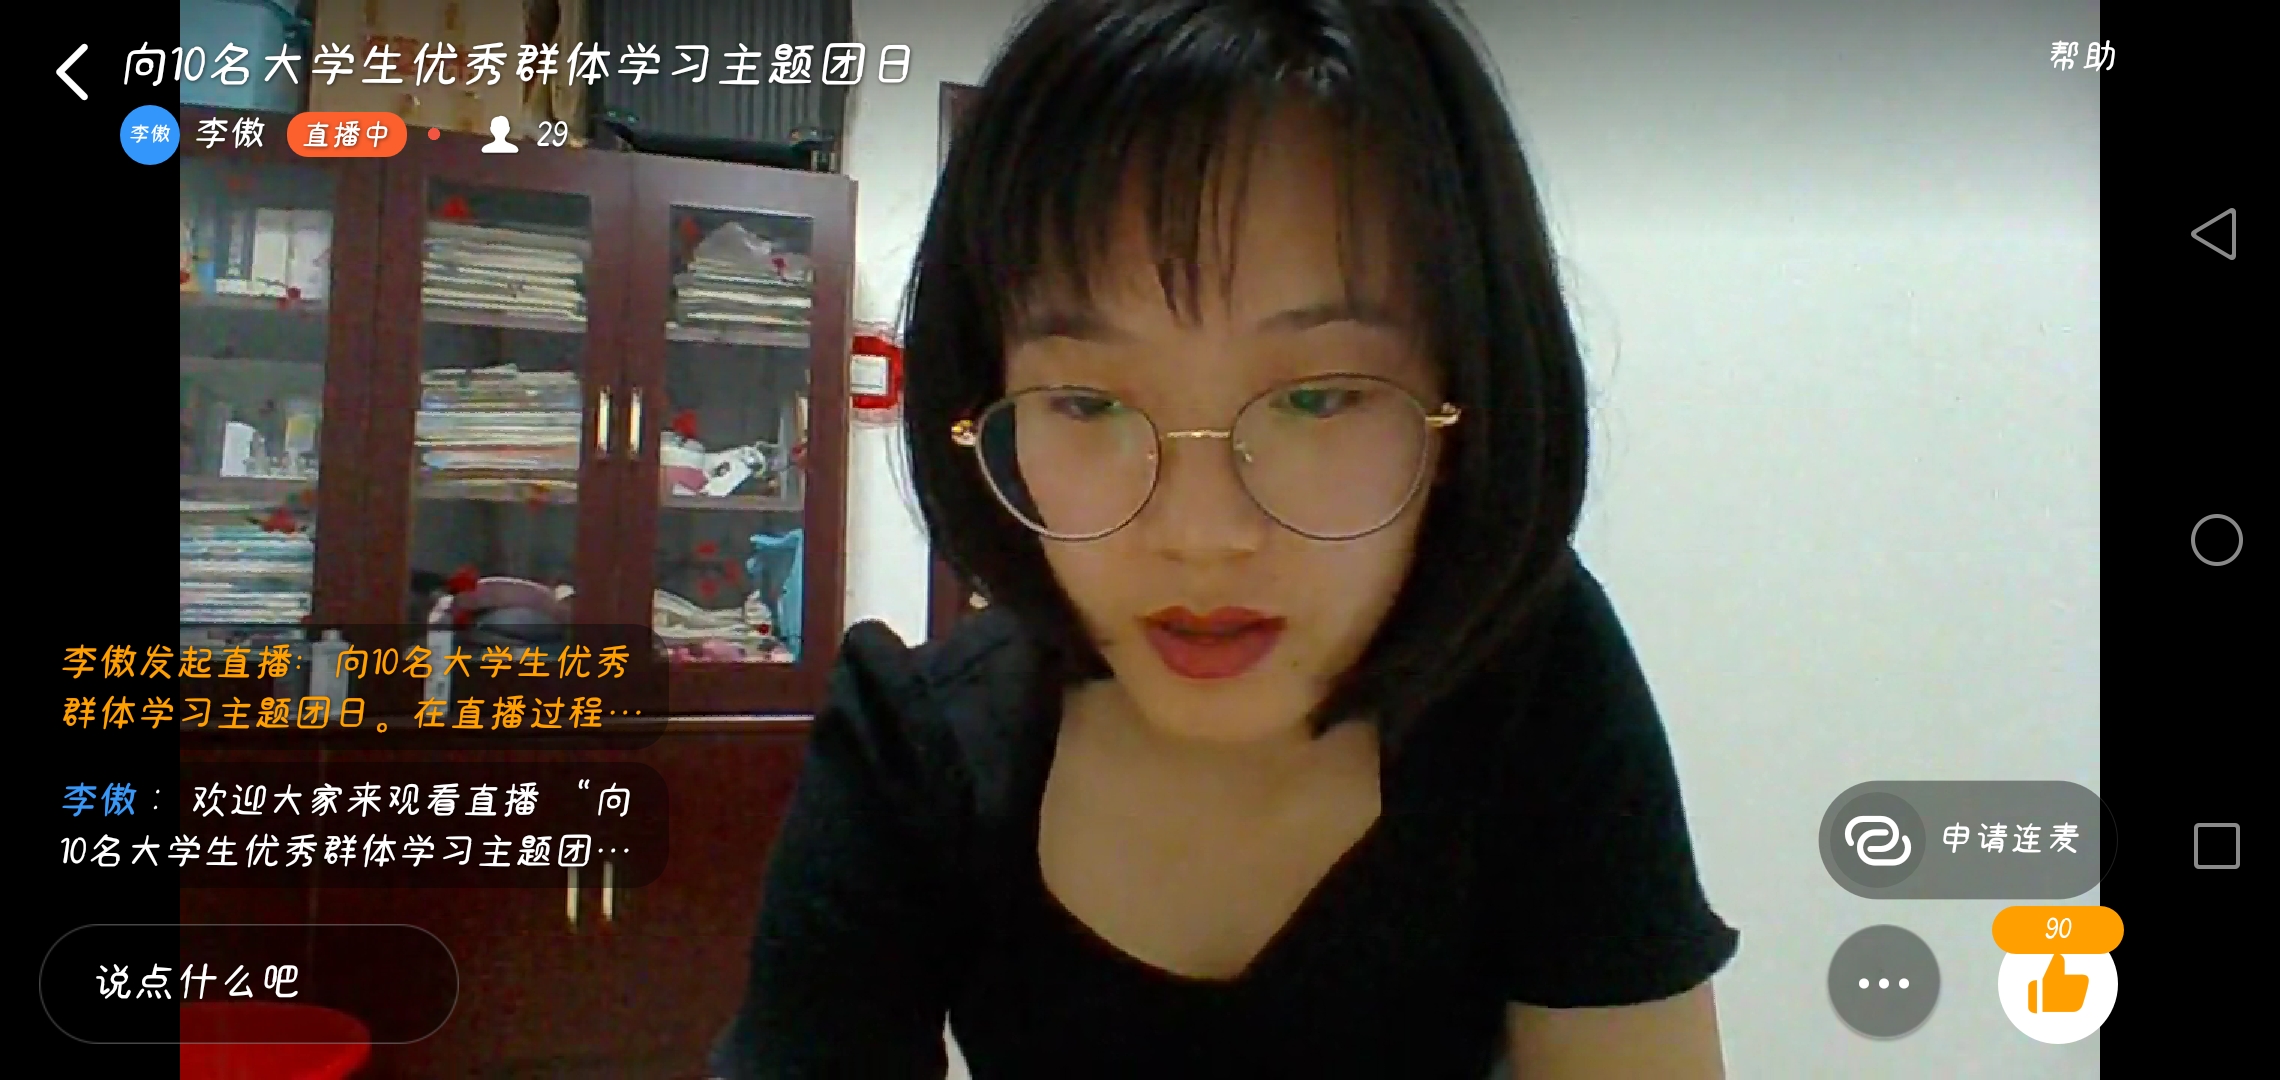 向10名大学生优秀群体学习主题团日
帮助
李傲 李傲 直播中 29
李傲发起直播: 向10名大学生优秀
群体学习主题团日。在直播过程…
李傲： 欢迎大家来观看直播 “向
10名大学生优秀群体学习主题团…
申请连麦
90
说点什么吧